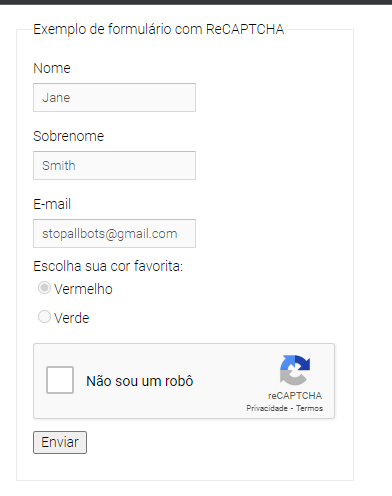 Exemplo de formulário com ReCAPTCHA
Nome
Jane
Sobrenome
Smith
E-mail
stopallbots@gmail.com
Escolha sua cor favorita:
Vermelho
Verde
Não sou um robô
reCAPTCHA
Privacidade - Termos
Enviar